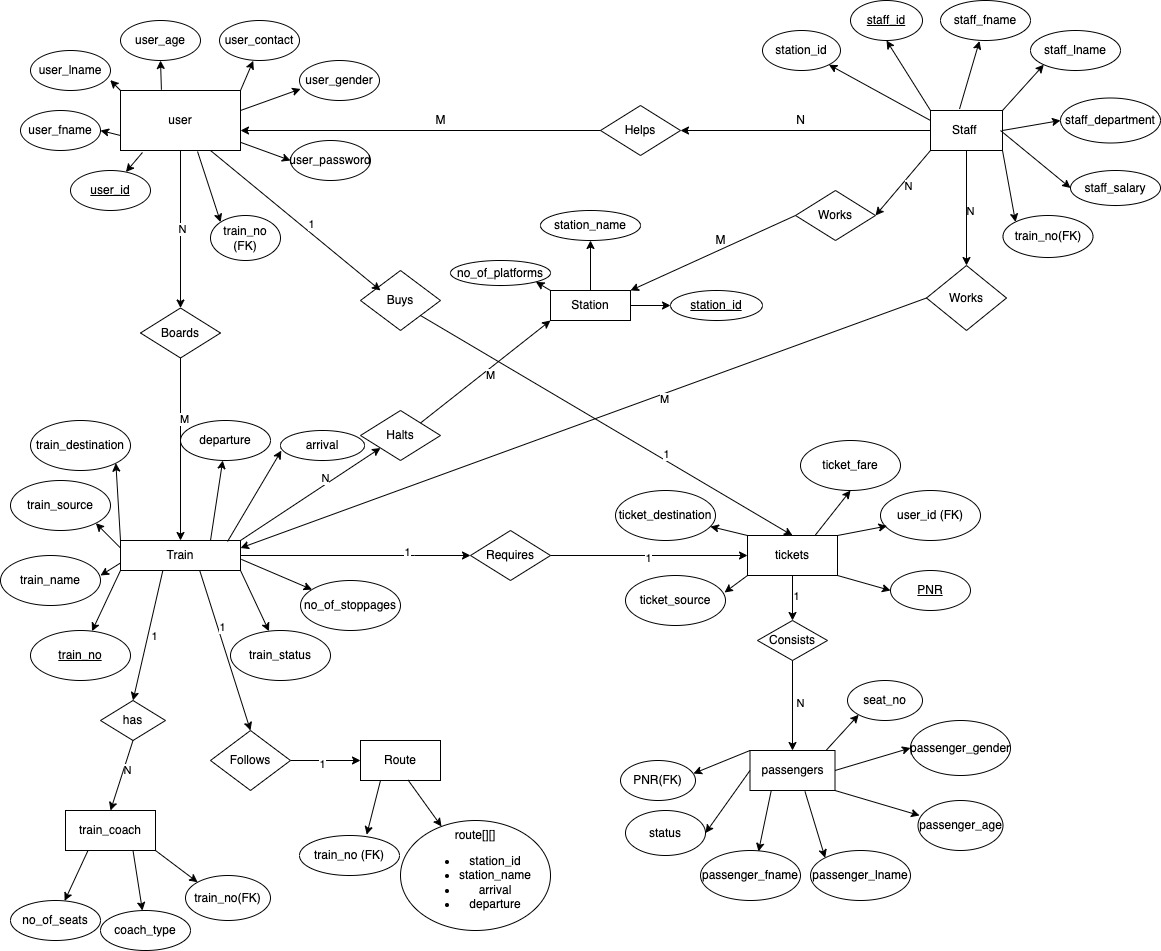 staff_id
staff_fname
user_age
user_contact
staff_lname
station_id
user_lname
user_gender
user
staff_department
user_fname
M
Helps
N
Staff
user_password
user_id
staff_salary
N
Works
N
station_name
1
N
train_no
(FK)
M
train_no(FK)
no_of_platforms
Buys
Station
station_id
Works
Boards
M
M
M
departure
Halts
train_destination
arrival
1
ticket_fare
N
train_source
ticket_destination
user_id (FK)
Train
1
Requires
1
tickets
train_name
no_of_stoppages
ticket_source
PNR
1
1
1
Consists
train_no
train_status
has
seat_no
N
Follows
1
Route
passenger_gender
N
PNR(FK)
passengers
train_coach
status
passenger_age
route[][]
train_no (FK)
• station_id
• station_name
• arrival
• departure
passenger_fname
passenger_lname
train_no(FK)
no_of_seats
coach_type